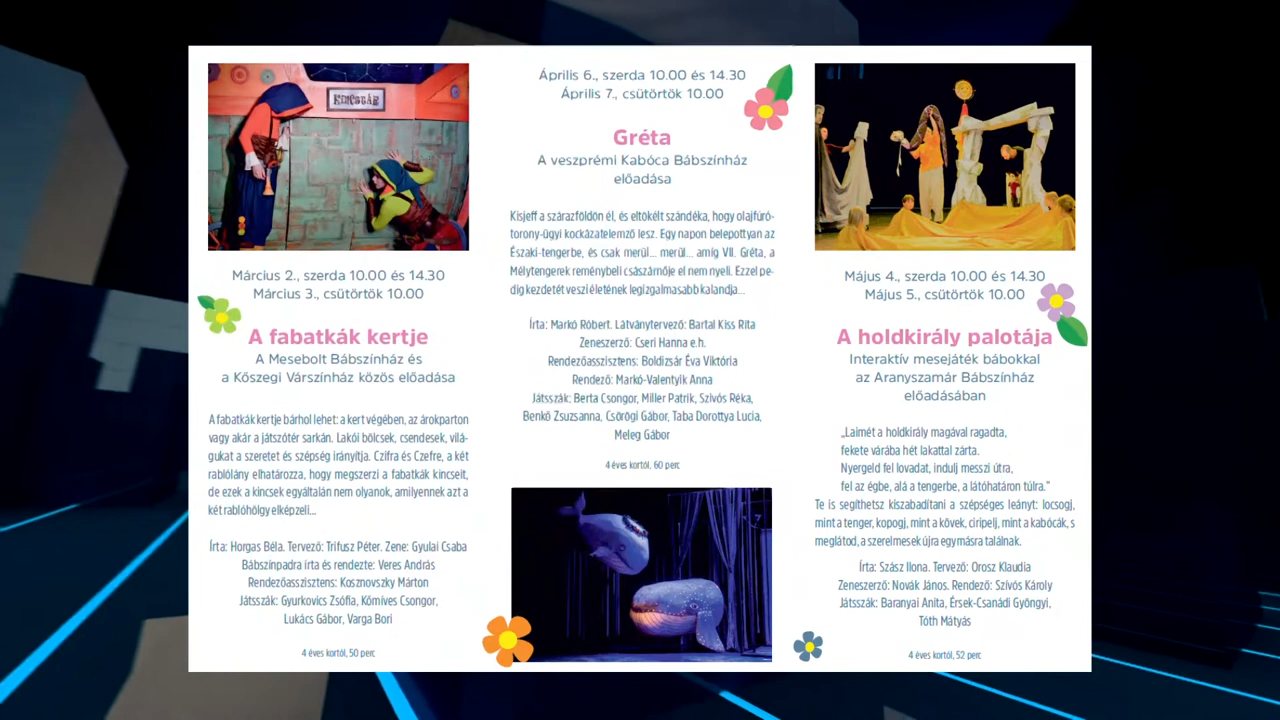 KINCSTÁR
Március 2., szerda 10.00 és 14.30
Március 3., csütörtök 10.00
A fabatkák kertje
A Mesebolt Bábszínház és
a Kőszegi Várszínház közös előadása
A fabatkák kertje bárhol lehet: a kert végében, az árokparton
vagy akár a játszótér sarkán. Lakói bölcsek, csendesek, vilá-
gukat a szeretet és szépség irányítja. Czifra és Czefre, a két
rablólány elhatározza, hogy megszerzi a fabatkák kincseit,
de ezek a kincsek egyáltalán nem olyanok, amilyennek azt a
két rablóhölgy elképzeli...
Írta: Horgas Béla. Tervező: Trifusz Péter. Zene: Gyulai Csaba
Bábszínpadra írta és rendezte: Veres András
Rendezőasszisztens: Kosznovszky Márton
Játsszák: Gyurkovics Zsófia, Kőmíves Csongor,
Lukács Gábor, Varga Bori
4 éves kortól, 50 perc
Április 6., szerda 10.00 és 14.30
Április 7., csütörtök 10.00
Gréta
A veszprémi Kabóca Bábszínház
előadása
Kisjeff a szárazföldön él, és eltökélt szándéka, hogy olajfúró-
torony-ügyi kockázatelemző lesz. Egy napon belepottyan az
Északi-tengerbe, és csak merül... merül... amíg VII. Gréta, a
Mélytengerek reménybeli császárnője el nem nyeli. Ezzel pe-
dig kezdetét veszi életének legizgalmasabb kalandja...
Írta: Markó Róbert. Látványtervező: Bartal Kiss Rita
Zeneszerző: Cseri Hanna e.h.
Rendezőasszisztens: Boldizsár Éva Viktória
Rendező: Markó-Valentyik Anna
Játsszák: Berta Csongor, Miller Patrik, Szivós Réka,
Benkő Zsuzsanna, Csörögi Gábor, Taba Dorottya Lucia,
Meleg Gábor
4 éves kortól, 60 perc
Május 4., szerda 10.00 és 14.30
Május 5., csütörtök 10.00
A holdkirály palotája
Interaktív mesejáték bábokkal
az Aranyszamár Bábszínház
előadásában
„Laimét a holdkirály magával ragadta,
fekete várába hét lakattal zárta.
Nyergeld fel lovadat, indulj messzi útra,
fel az égbe, alá a tengerbe, a látóhatáron túlra.”
Te is segíthetsz kiszabadítani a szépséges leányt: locsogj,
mint a tenger, kopogj, mint a kövek, ciripelj, mint a kabócák, s
meglátod, a szerelmesek újra egymásra találnak.
Írta: Szász Ilona. Tervező: Orosz Klaudia
Zeneszerző: Novák János. Rendező: Szívós Károly
Játsszák: Baranyai Anita, Érsek-Csanádi Gyöngyi,
Tóth Mátyás
4 éves kortól, 52 perc